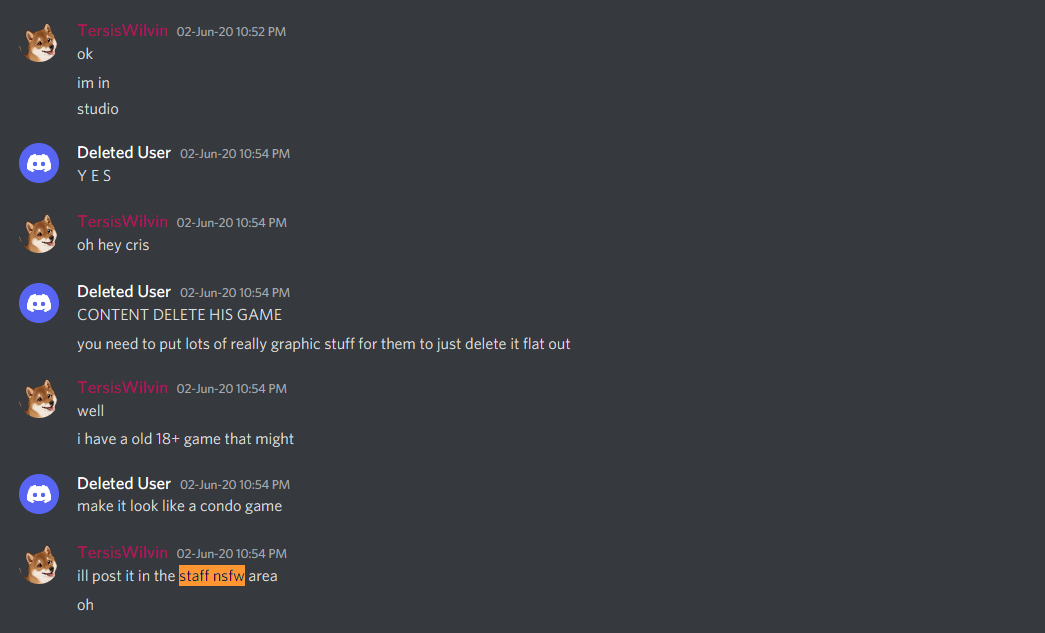 TersisWilvin 02-Jun-20 10:52 PM
ok
im in
studio
Deleted User 02-Jun-20 10:54 PM
Y E S
TersisWilvin 02-Jun-20 10:54 PM
oh hey cris
Deleted User 02-Jun-20 10:54 PM
CONTENT DELETE HIS GAME
you need to put lots of really graphic stuff for them to just delete it flat out
TersisWilvin 02-Jun-20 10:54 PM
well
i have a old 18+ game that might
Deleted User 02-Jun-20 10:54 PM
make it look like a condo game
TersisWilvin 02-Jun-20 10:54 PM
ill post it in the staff nsfw area
oh